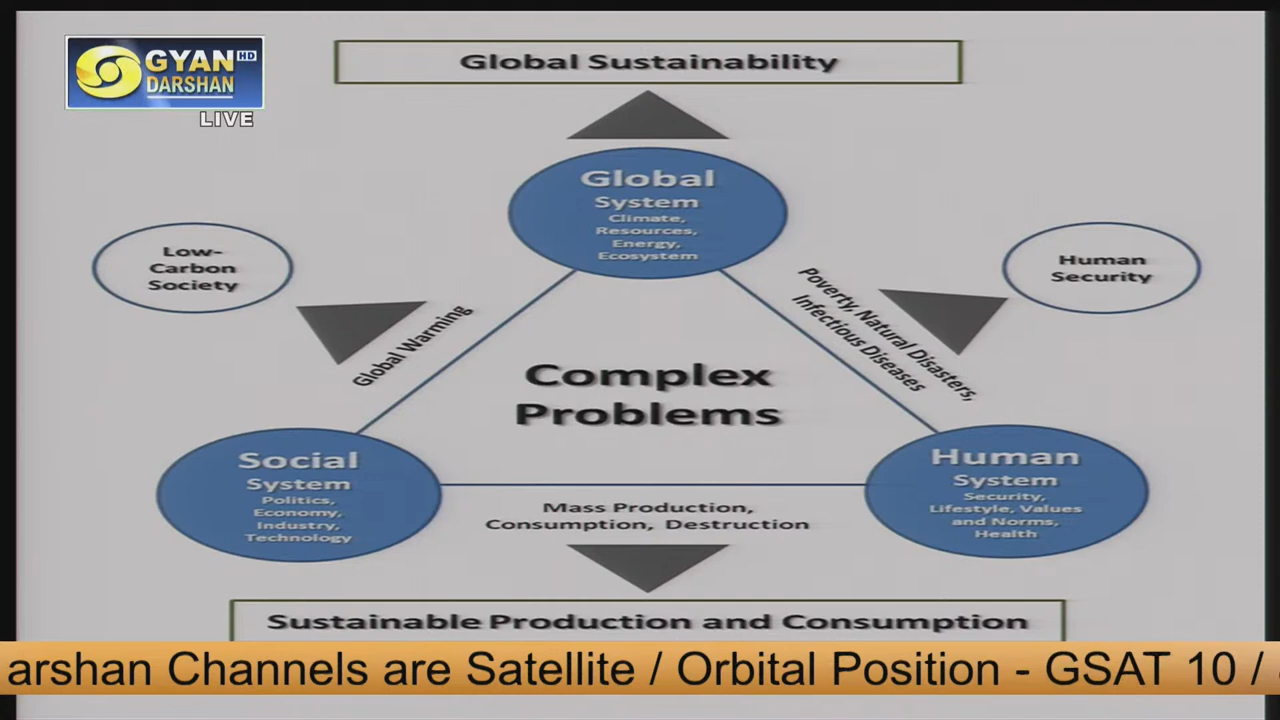 GYAN HD
DARSHAN
LIVE
Global Sustainability
Global
System
Climate,
Resources,
Energy,
Ecosystem
Low-
Carbon
Society
Human
Security
Global Warming
Poverty, Natural Disasters,
Infectious Diseases
Complex
Problems
Social
System
Politics,
Economy,
Industry,
Technology
Mass Production,
Consumption, Destruction
Human
System
Security,
Lifestyle, Values
and Norms,
Health
Sustainable Production and Consumption
arshan Channels are Satellite / Orbital Position - GSAT 10 /